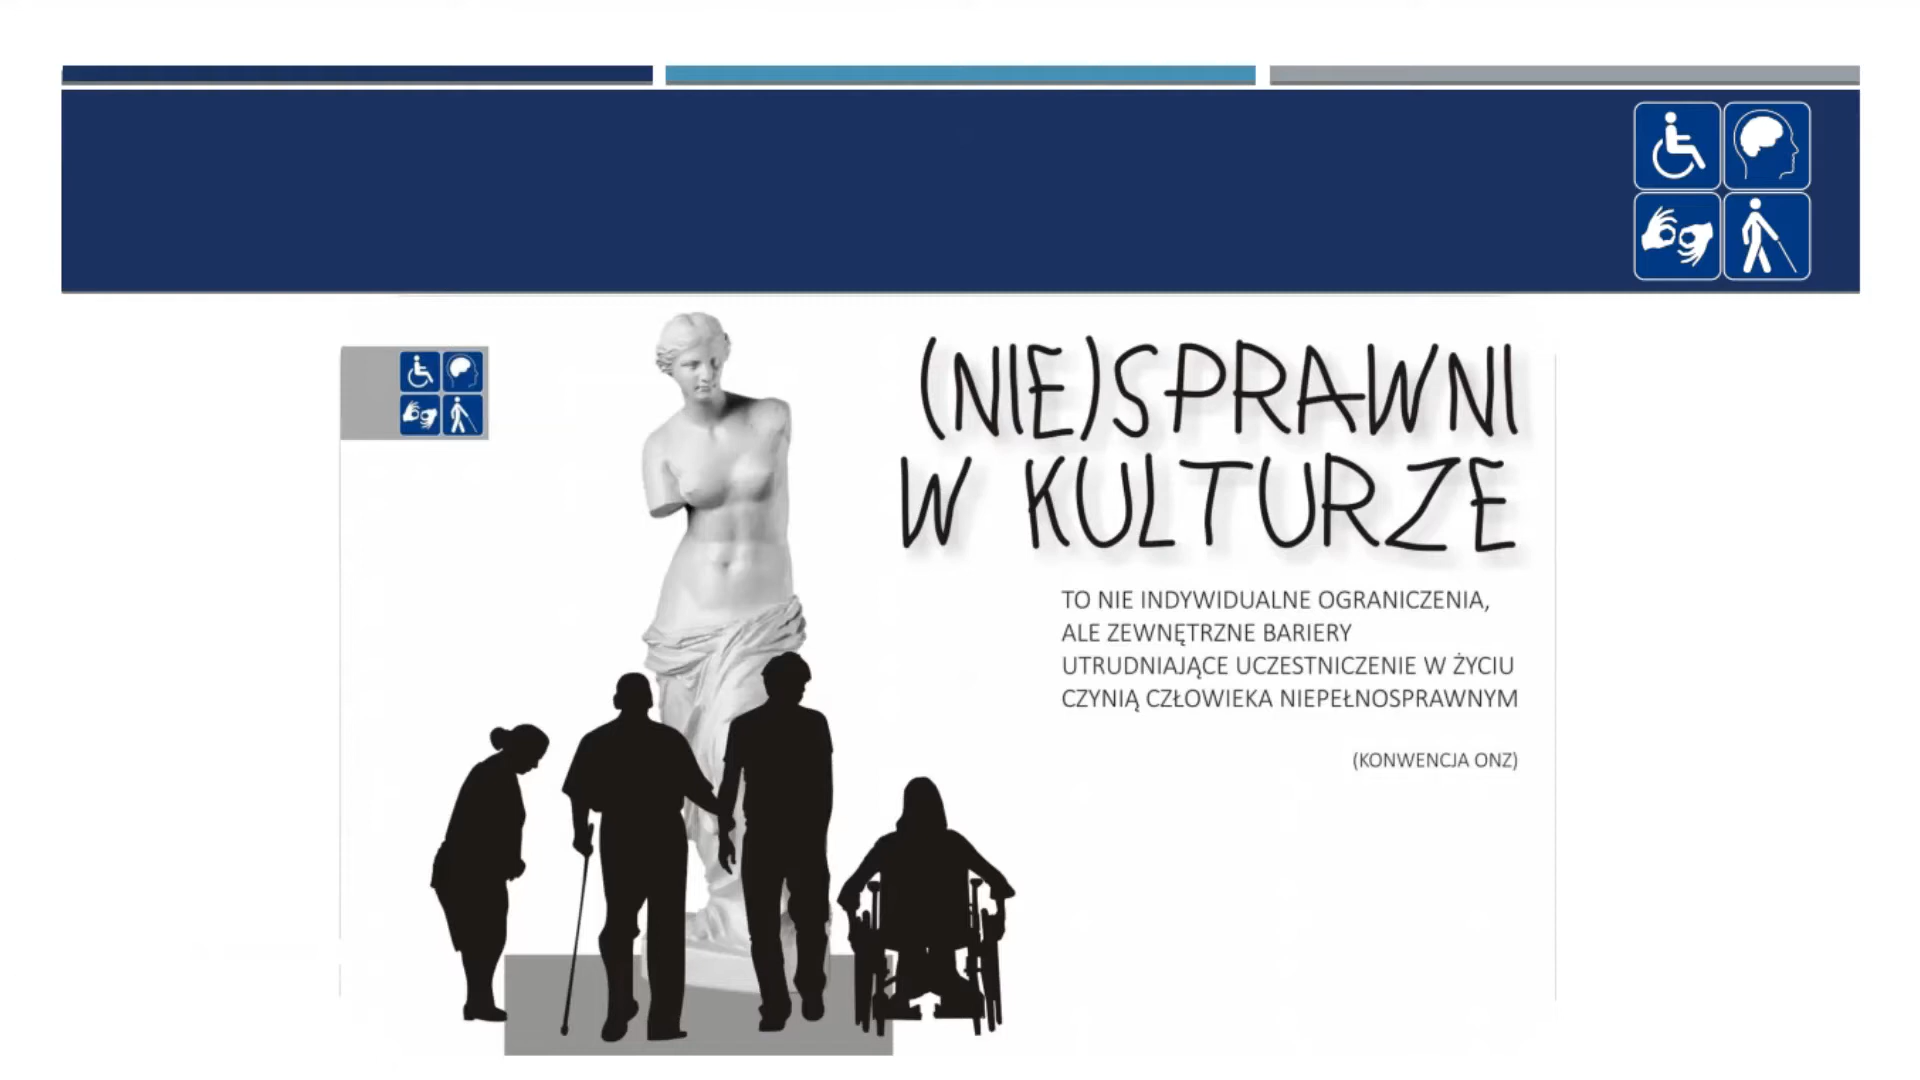 (NIE)SPRAWNI
W KULTURZE
TO NIE INDYWIDUALNE OGRANICZENIA,
ALE ZEWNĘTRZNE BARIERY
UTRUDNIAJĄCE UCZESTNICZENIE W ŻYCIU
CZYNIĄ CZŁOWIEKA NIEPEŁNOSPRAWNYM
(KONWENCJA ONZ)